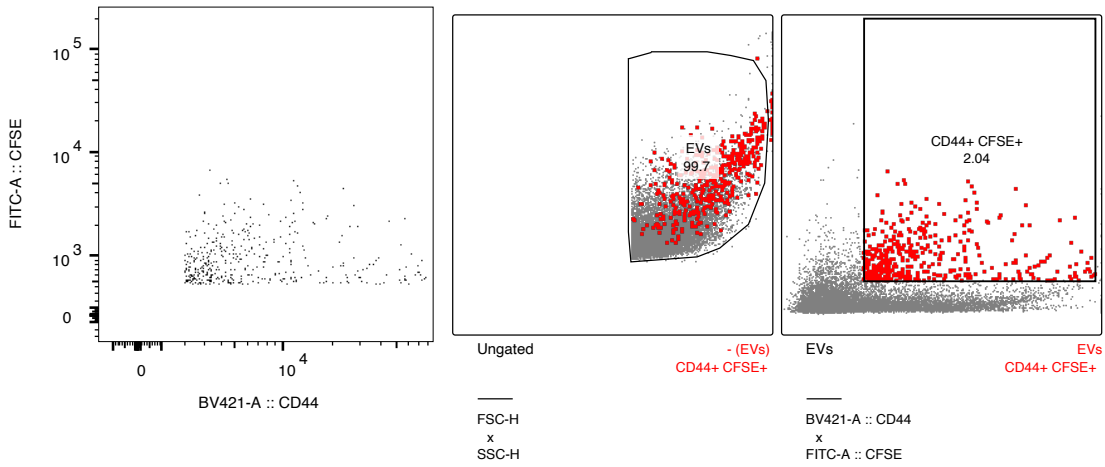 10 5
10 4
10 3
0
FITC-A :: CFSE
0
10 4
BV421-A :: CD44
EVs
99.7
Ungated
- (EVs)
CD44+ CFSE+
FSC-H
x
SSC-H
CD44+ CFSE+
2.04
EVs
EVs
CD44+ CFSE+
BV421-A :: CD44
x
FITC-A :: CFSE